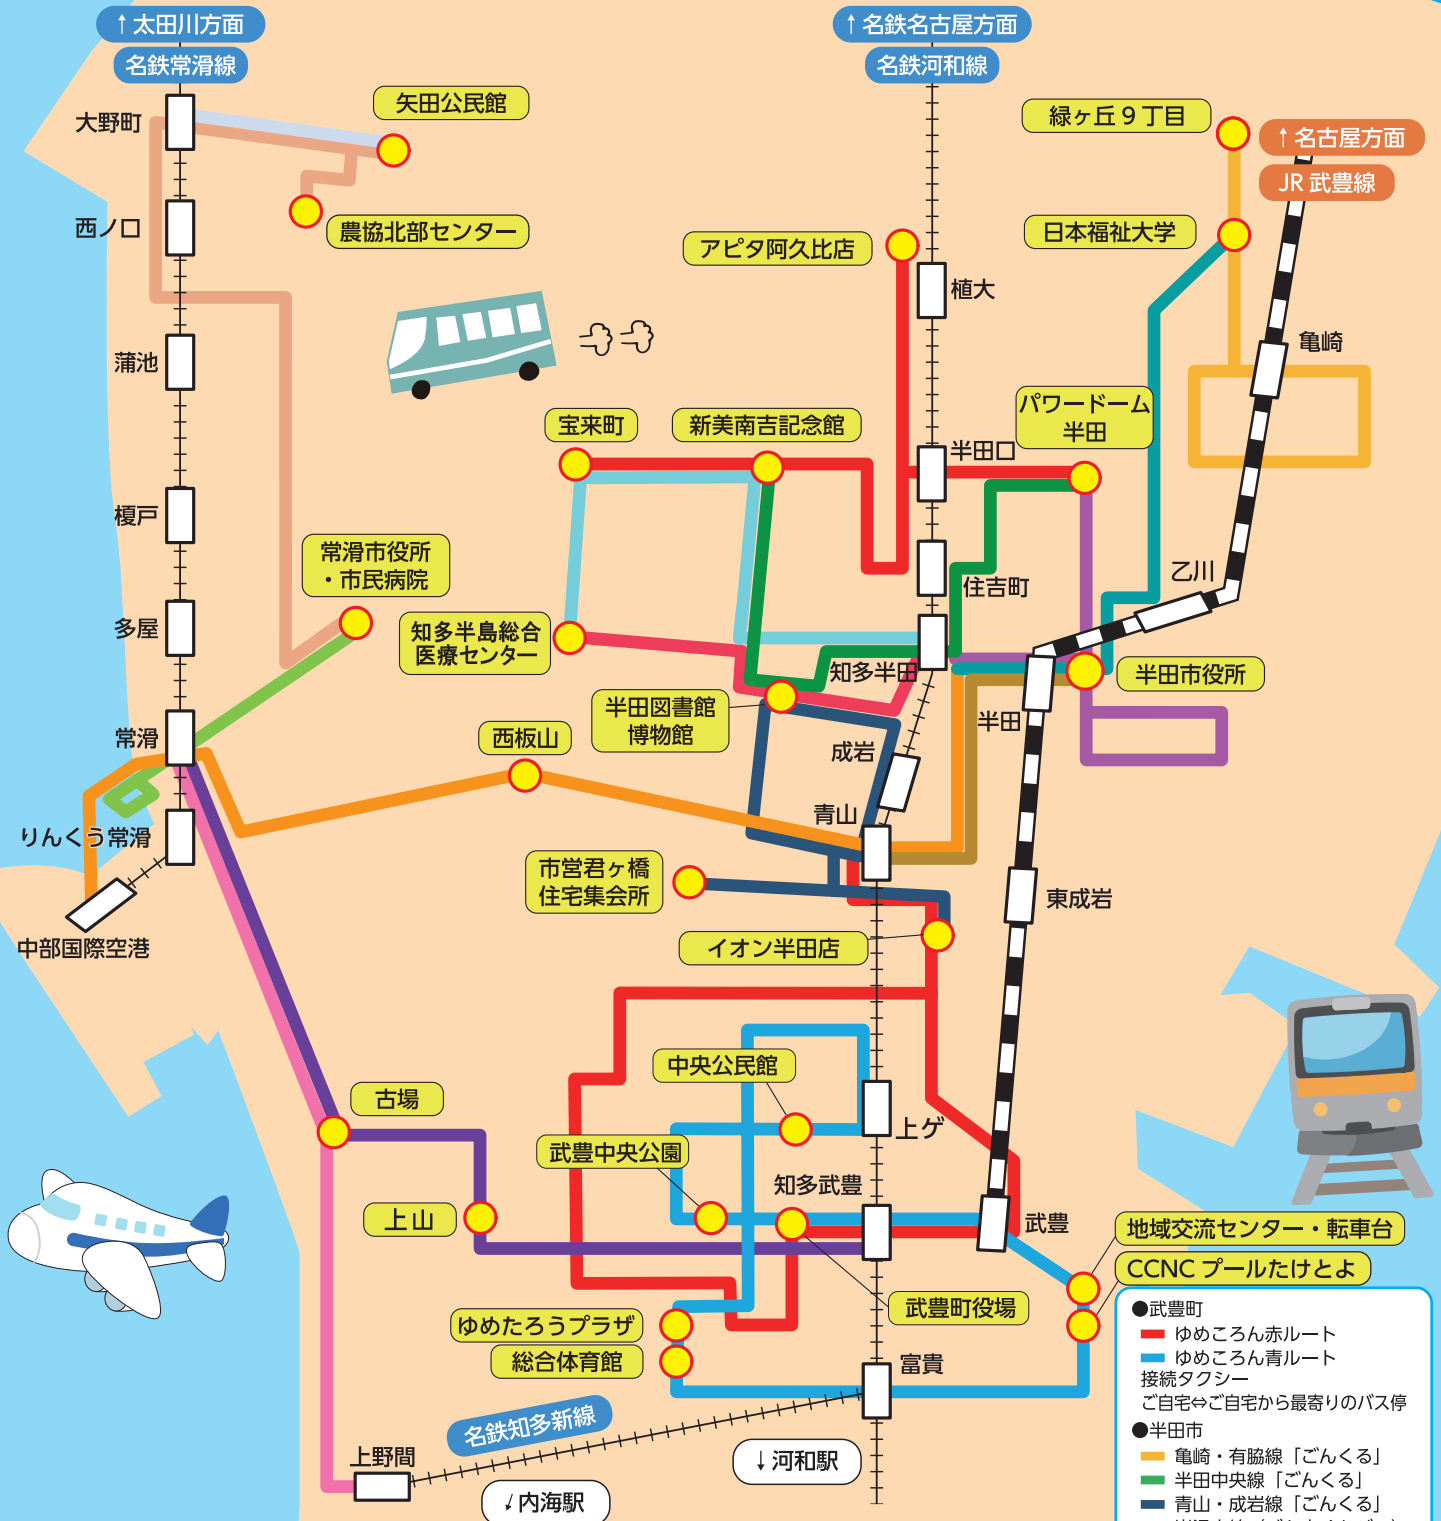 ↑太田川方面
名鉄常滑線
↑名鉄名古屋方面
名鉄河和線
大野町
矢田公民館
緑ヶ丘９丁目
↑名古屋方面
JR 武豊線
西ノ口
農協北部センター
アピタ阿久比店
日本福祉大学
植大
亀崎
蒲池
パワードーム
半田
宝来町
新美南吉記念館
半田口
榎戸
常滑市役所
・市民病院
乙川
住吉町
多屋
知多半島総合
医療センター
知多半田
半田市役所
半田図書館
博物館
半田
常滑
西板山
成岩
青山
りんくう常滑
市営君ヶ橋
住宅集会所
東成岩
中部国際空港
イオン半田店
中央公民館
古場
上ゲ
武豊中央公園
知多武豊
上山
武豊
地域交流センター・転車台
CCNC プールたけとよ
武豊町役場
ゆめたろうプラザ
総合体育館
富貴
名鉄知多新線
上野間
↓河和駅
↓内海駅
●武豊町
ゆめころん赤ルート
ゆめころん青ルート
接続タクシー
ご自宅⇔ご自宅から最寄りのバス停
●半田市
亀崎・有脇線「ごんくる」
半田中央線「ごんくる」
青山・成岩線「ごんくる」